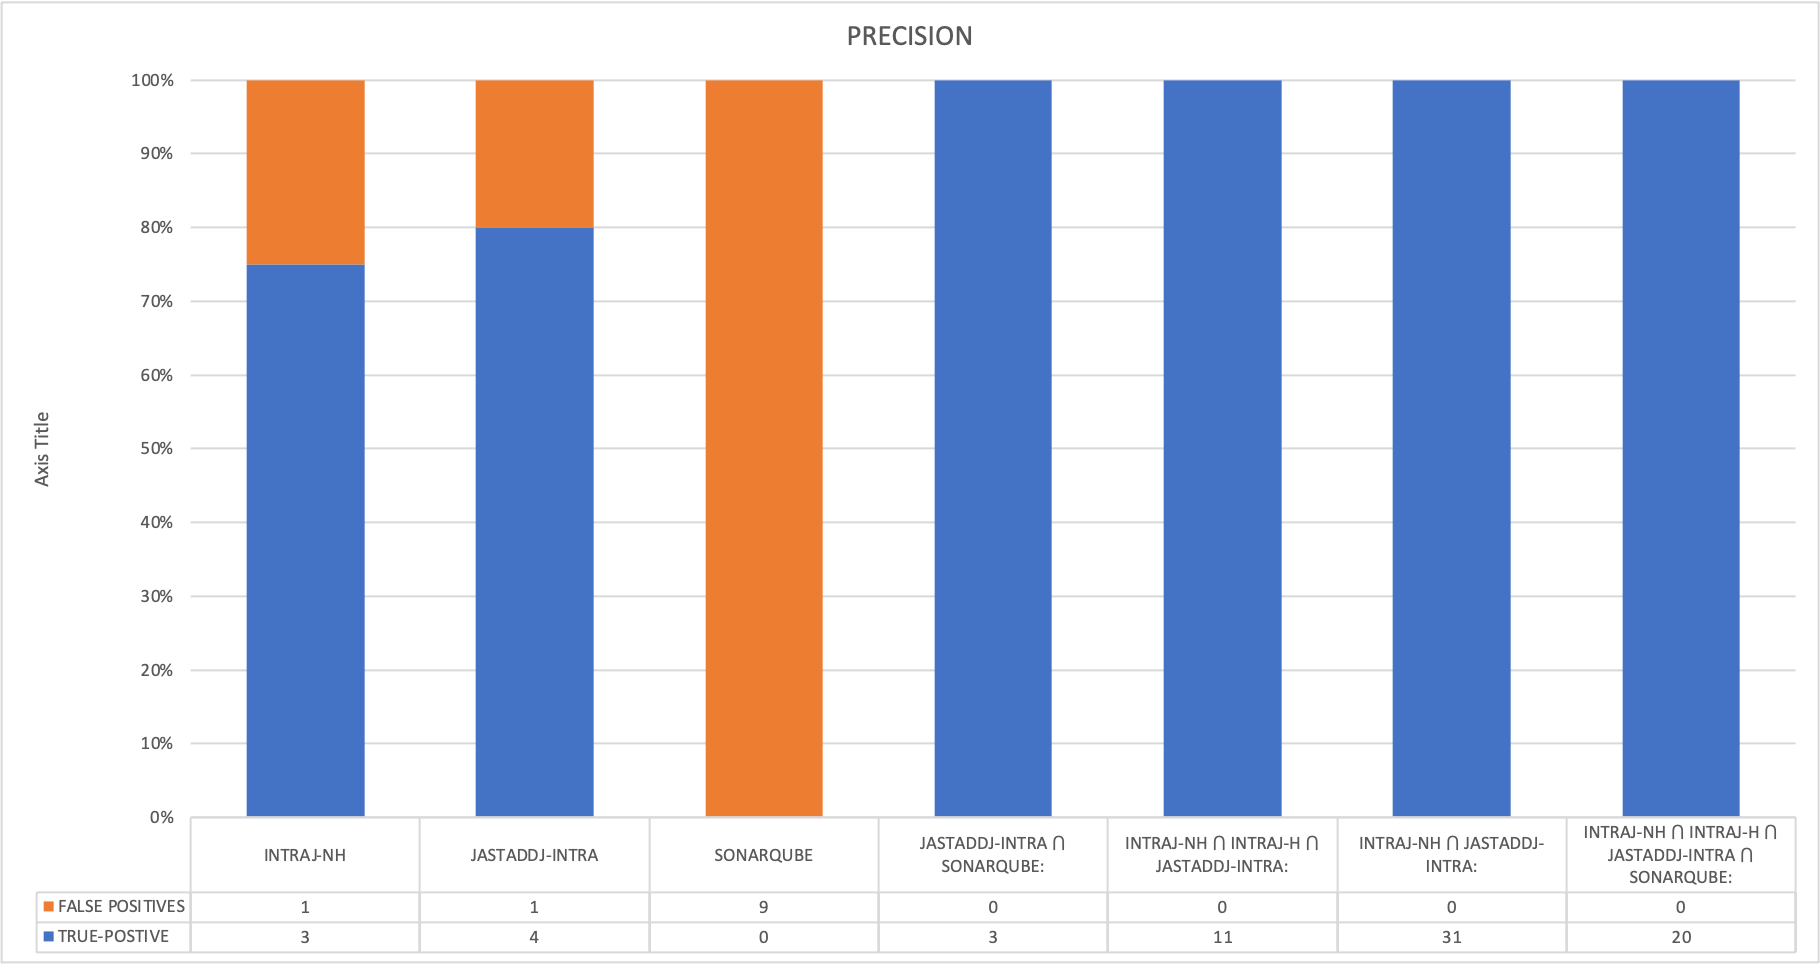 PRECISION
100%
90%
80%
70%
60%
50%
40%
30%
20%
10%
0%
Axis Title
INTRAJ-NH
JASTADDJ-INTRA
SONARQUBE
JASTADDJ-INTRA ⋂
SONARQUBE:
INTRAJ-NH ⋂ INTRAJ-H ⋂
JASTADDJ-INTRA:
INTRAJ-NH ⋂ JASTADDJ-
INTRA:
INTRAJ-NH ⋂ INTRAJ-H ⋂
JASTADDJ-INTRA ⋂
SONARQUBE:
FALSE POSITIVES 1 1 9 0 0 0 0
TRUE-POSTIVE 3 4 0 3 11 31 20